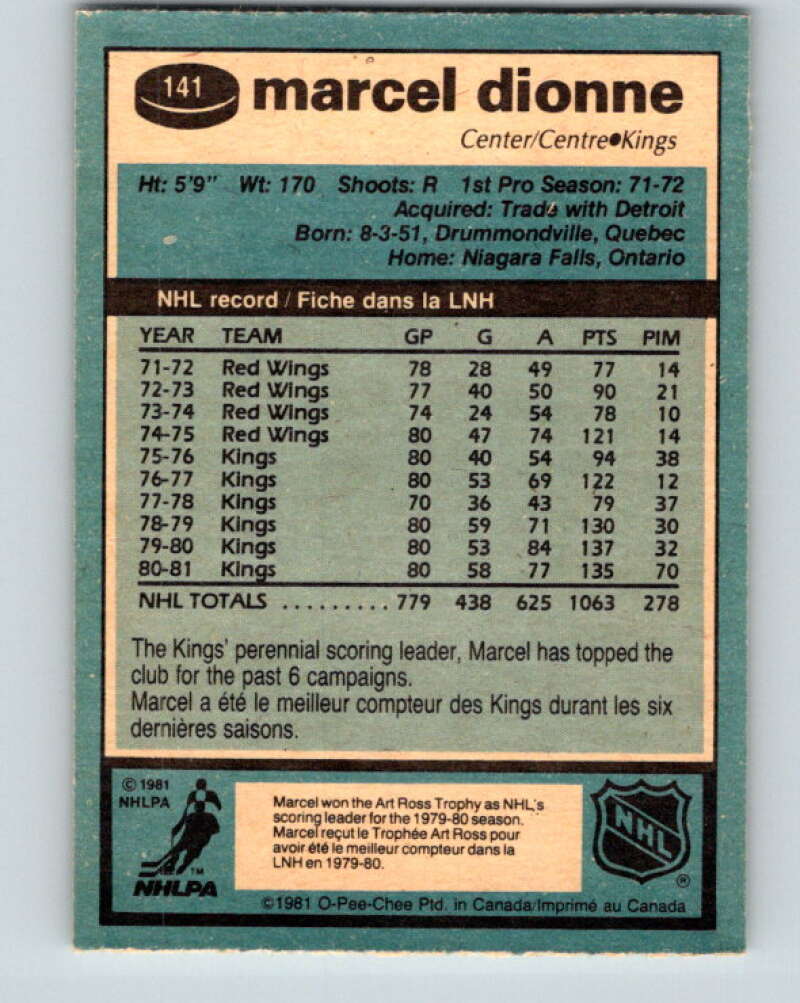 141
marcel dionne
Center/Centre●Kings
Ht: 5'9" Wt: 170 Shoots: R 1st Pro Season: 71-72
Acquired: Trade with Detroit
Born: 8-3-51, Drummondville, Quebec
Home: Niagara Falls, Ontario
NHL record / Fiche dans la LNH
YEAR TEAM GP G A PTS PIM
71-72 Red Wings 78 28 49 77 14
72-73 Red Wings 77 40 50 90 21
73-74 Red Wings 74 24 54 78 10
74-75 Red Wings 80 47 74 121 14
75-76 Kings 80 40 54 94 38
76-77 Kings 80 53 69 122 12
77-78 Kings 70 36 43 79 37
78-79 Kings 80 59 71 130 30
79-80 Kings 80 53 84 137 32
80-81 Kings 80 58 77 135 70
NHL TOTALS .......... 779 438 625 1063 278
The Kings' perennial scoring leader, Marcel has topped the
club for the past 6 campaigns.
Marcel a été le meilleur compteur des Kings durant les six
dernières saisons.
© 1981
NHLPA
TM
NHLPA
Marcel won the Art Ross Trophy as NHL's
scoring leader for the 1979-80 season.
Marcel reçut le Trophée Art Ross pour
avoir été le meilleur compteur dans la
LNH en 1979-80.
NHL
®
©1981 O-Pee-Chee Ptd. in Canada/Imprimé au Canada